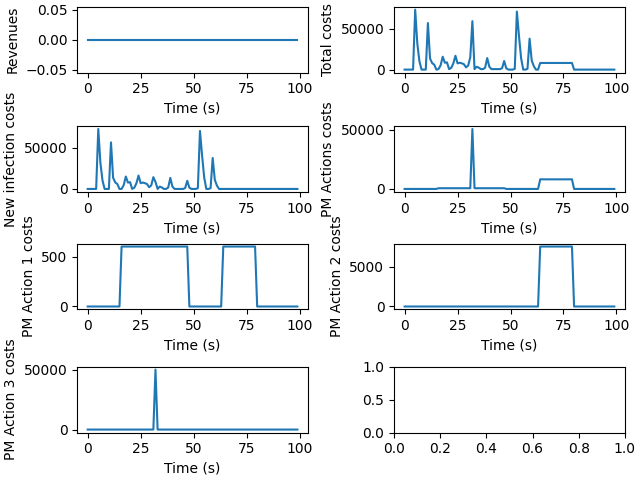 Revenues
0.05
0.00
−0.05
0 25 50 75 100
Time (s)
Total costs
50000
0
0 25 50 75 100
Time (s)
New infection costs
50000
0
0 25 50 75 100
Time (s)
PM Actions costs
50000
0
0 25 50 75 100
Time (s)
PM Action 1 costs
500
0
0 25 50 75 100
Time (s)
PM Action 2 costs
5000
0
0 25 50 75 100
Time (s)
PM Action 3 costs
50000
0
0 25 50 75 100
Time (s)
1.0
0.5
0.0
0.0 0.2 0.4 0.6 0.8 1.0